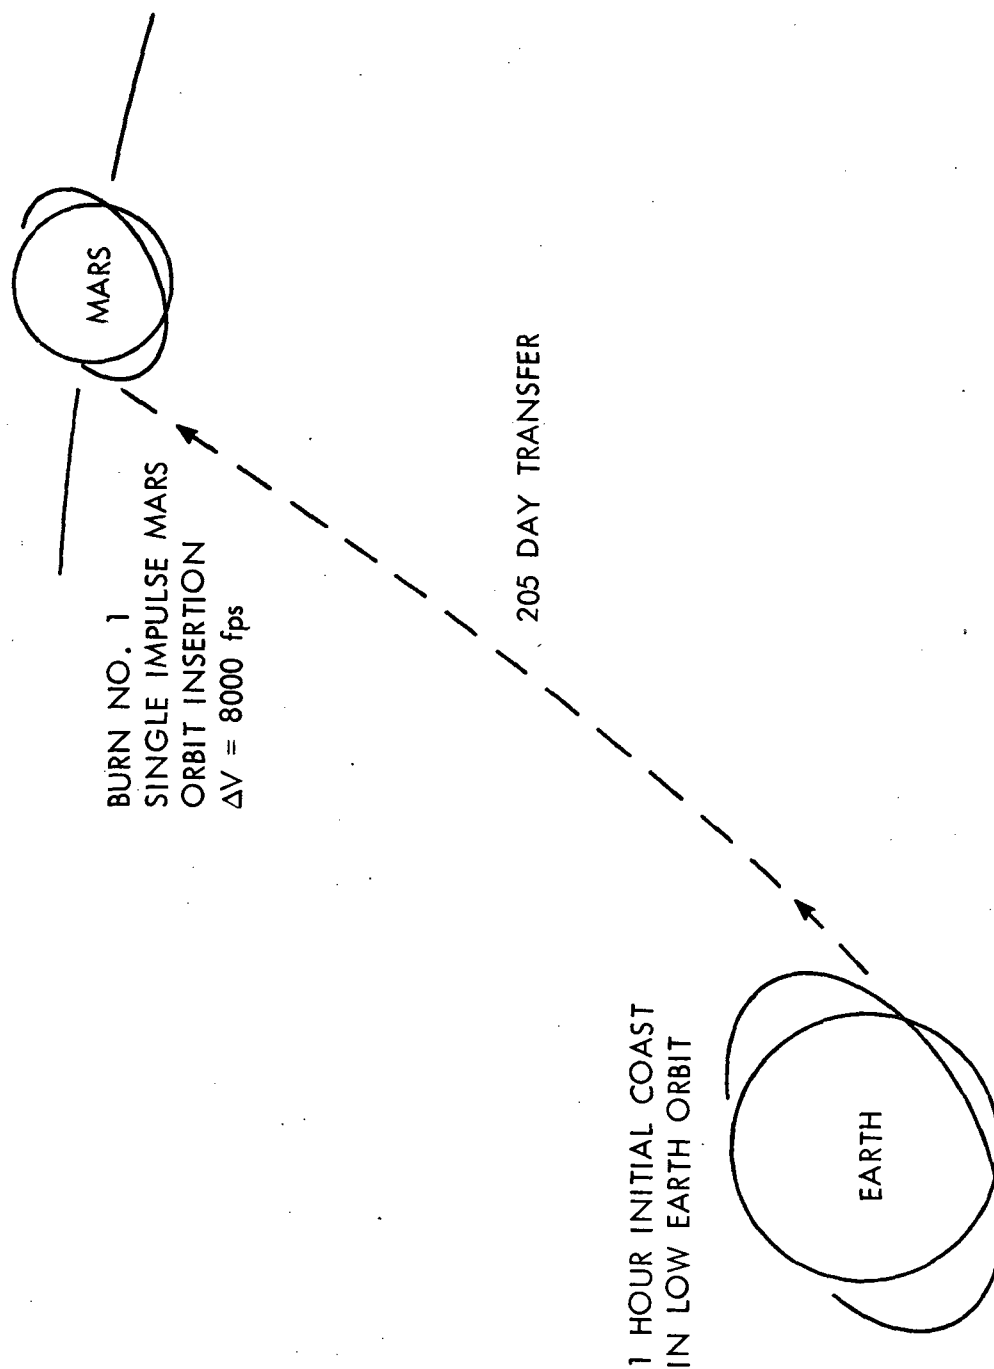 BURN NO. 1
SINGLE IMPULSE MARS
ORBIT INSERTION
ΔV = 8000 fps
MARS
205 DAY TRANSFER
1 HOUR INITIAL COAST
IN LOW EARTH ORBIT
EARTH